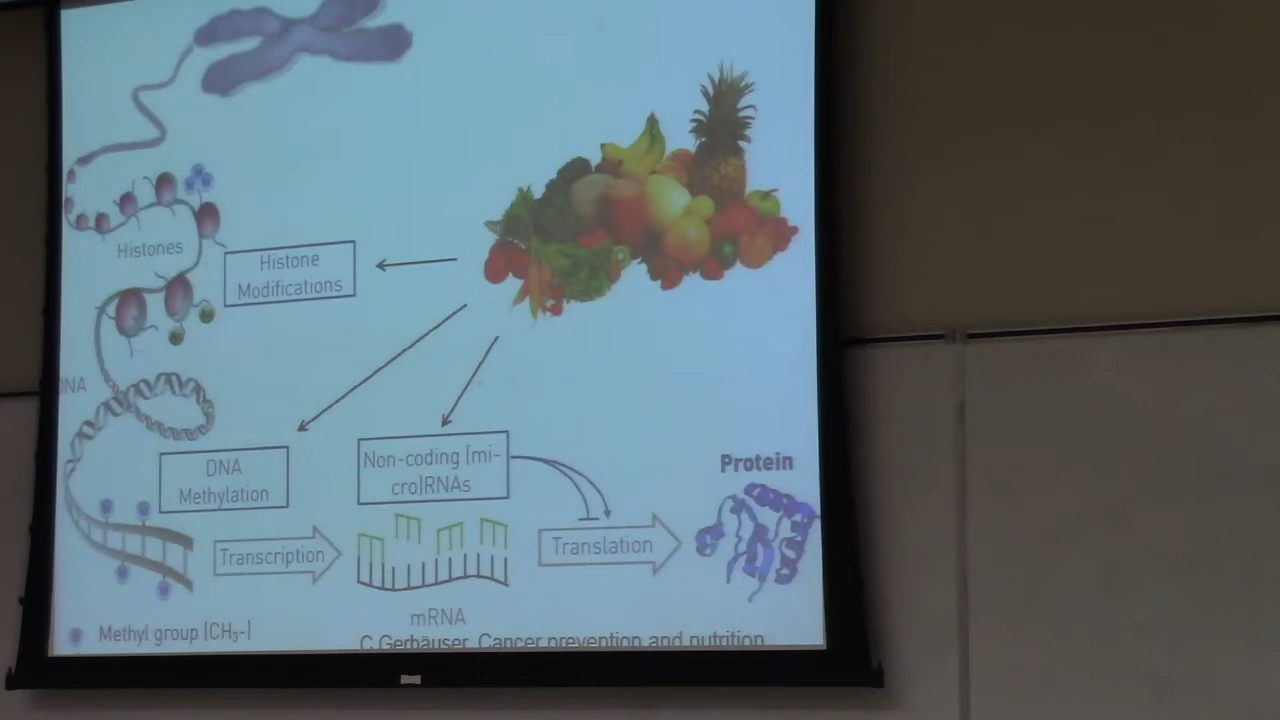 Histones
Histone
Modifications
DNA
Methylation
Non-coding (mi-
cro)RNAs
Protein
Transcription
Translation
mRNA
Methyl group (CH₃-)
C.Gerhäuser, Cancer prevention and nutrition